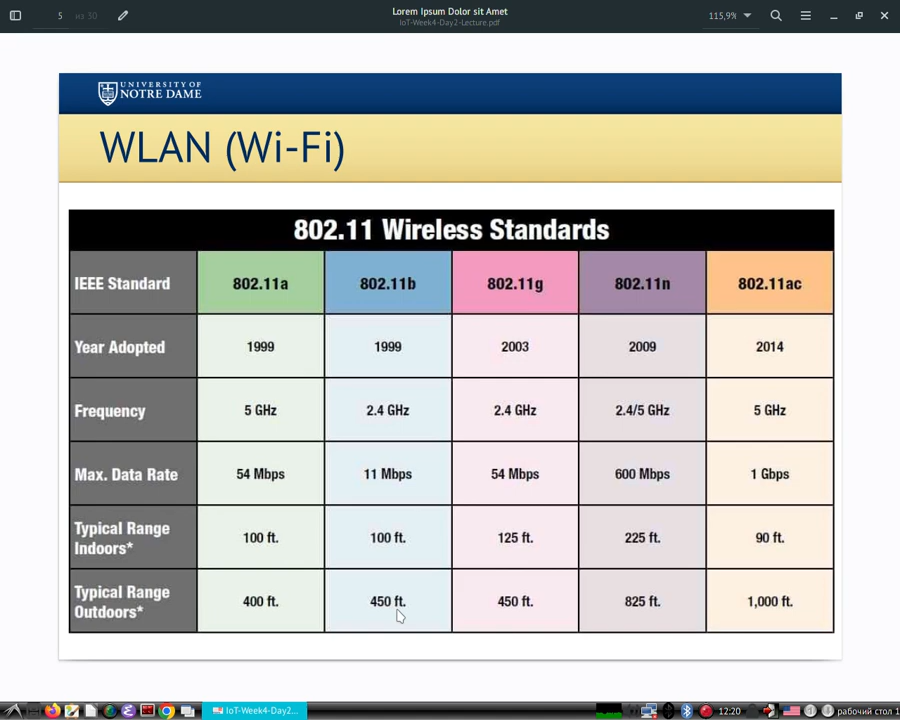 5 из 30
Lorem Ipsum Dolor sit Amet
IoT-Week4-Day2-Lecture.pdf
115,9%
UNIVERSITY OF
NOTRE DAME
WLAN (Wi-Fi)
802.11 Wireless Standards
IEEE Standard 802.11a 802.11b 802.11g 802.11n 802.11ac
Year Adopted 1999 1999 2003 2009 2014
Frequency 5 GHz 2.4 GHz 2.4 GHz 2.4/5 GHz 5 GHz
Max. Data Rate 54 Mbps 11 Mbps 54 Mbps 600 Mbps 1 Gbps
Typical Range
Indoors* 100 ft. 100 ft. 125 ft. 225 ft. 90 ft.
Typical Range
Outdoors* 400 ft. 450 ft. 450 ft. 825 ft. 1,000 ft.
IoT-Week4-Day2... 12:20 рабочий стол 1